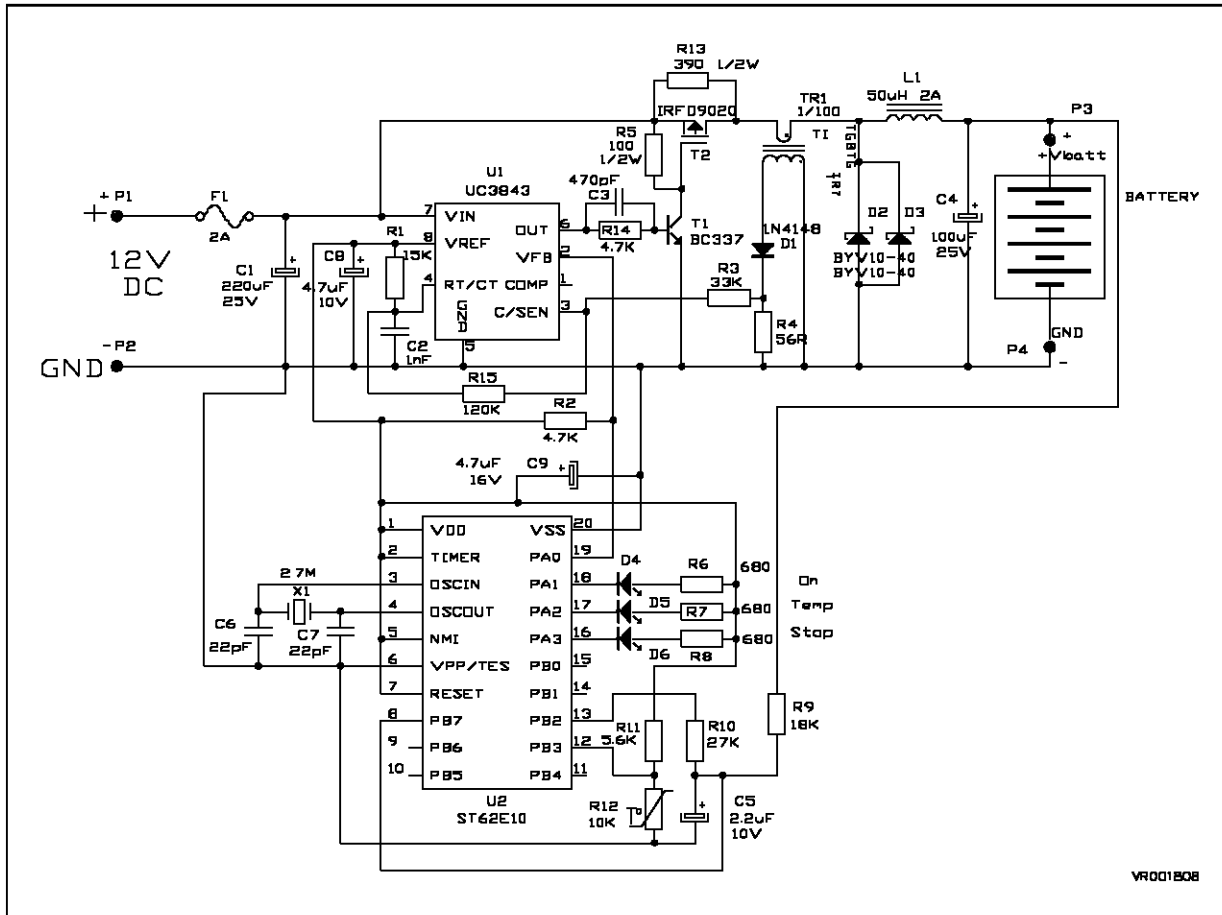 R13
390 1/2W
L1
50uH 2A
TR1
1/100
P3
IRFD9020
T1
R5
100
1/2W
T2
+
+Vbatt
U1
UC3843
470pF
C3
+ P1
F1
2A
+
12V
DC
7 VIN
OUT 6
R14
4.7K
T1
BC337
1N4148
D1
D2 D3
BYV10-40
BYV10-40
C4
+
100uF
25V
BATTERY
R1
15K
8 VREF
VFB 2
C1
220uF
25V
+
C8
4.7uF
10V
+
4 RT/CT COMP 1
GND
5
C/SEN 3
R3
33K
R4
56R
C2
1nF
GND
-P2
P4
GND
-
R15
120K
R2
4.7K
4.7uF
16V
+ C9
1 VDD VSS 20
2 TIMER PA0 19
3 OSCIN PA1 18
4 OSCOUT PA2 17
5 NMI PA3 16
6 VPP/TES PB0 15
7 RESET PB1 14
8 PB7 PB2 13
9 PB6 PB3 12
10 PB5 PB4 11
U2
ST62E10
2.7M
X1
C6
22pF
C7
22pF
D4 R6 680 On
D5 R7 680 Temp
D6 R8 680 Stop
R11
5.6K
R10
27K
R9
18K
R12
10K
T°
+
C5
2.2uF
10V
VR001808